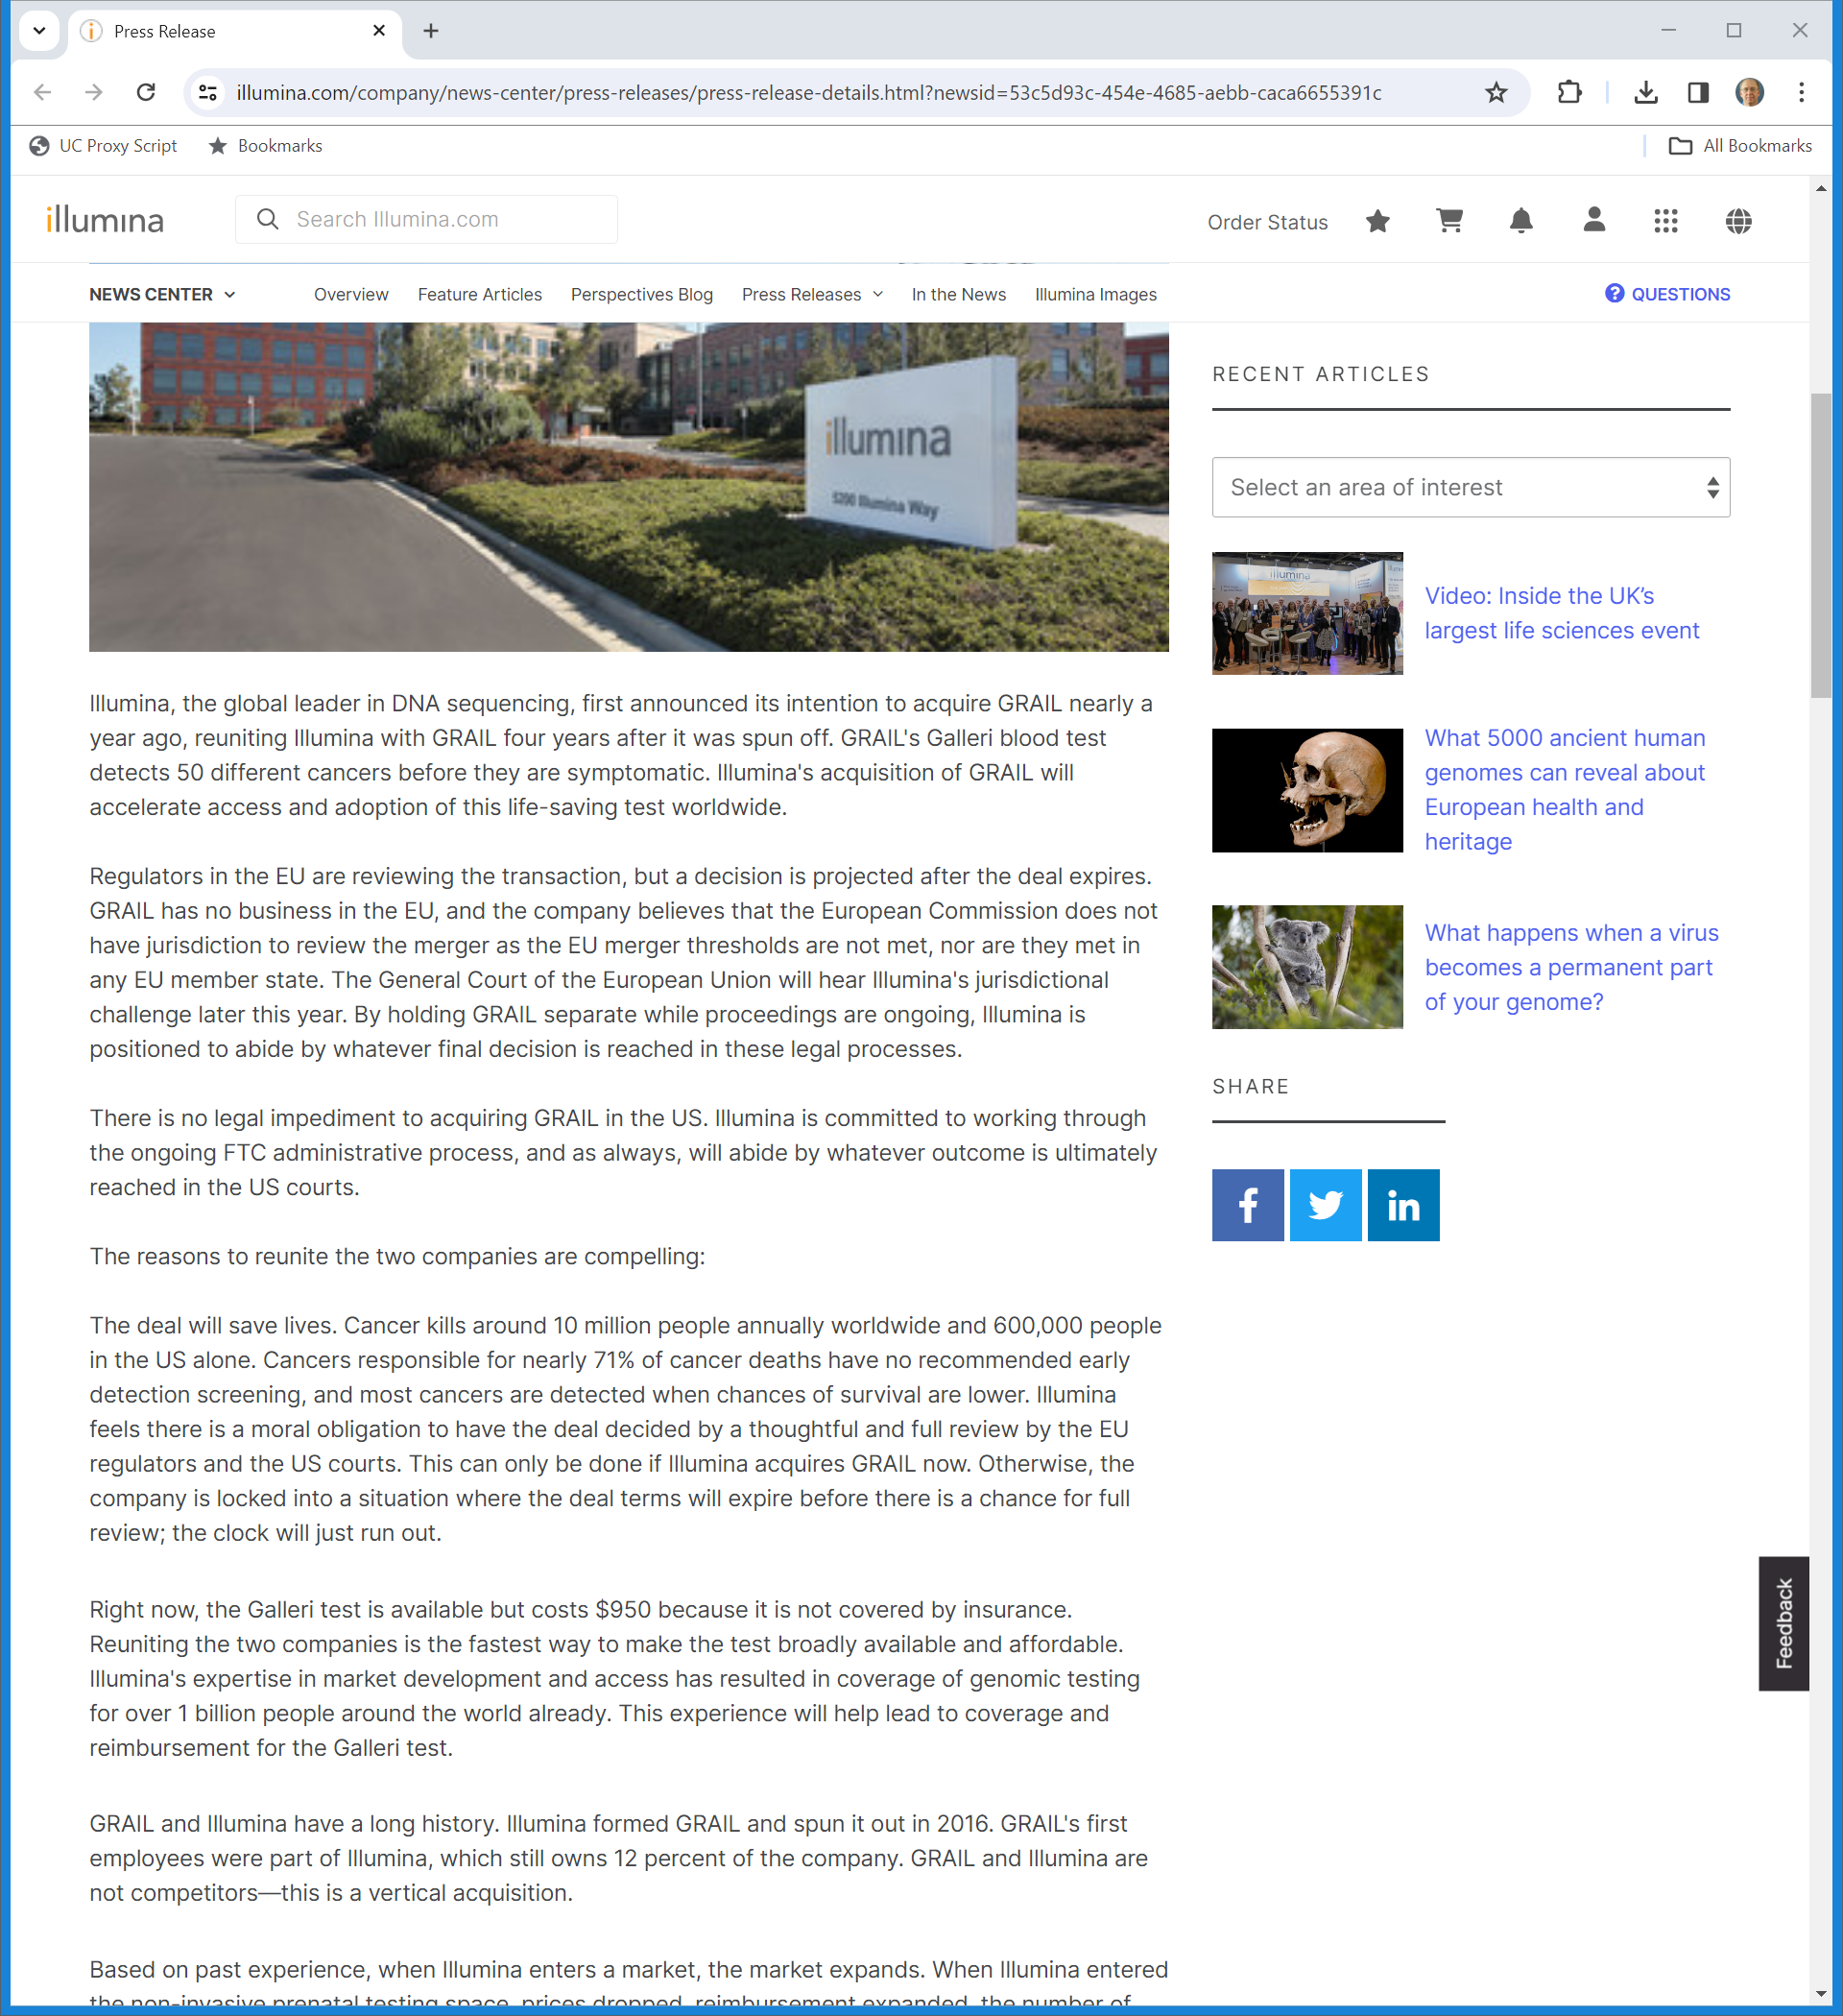 Press Release
illumina.com/company/news-center/press-releases/press-release-details.html?newsid=53c5d93c-454e-4685-aebb-caca6655391c
UC Proxy Script
Bookmarks
All Bookmarks
illumina
Search Illumina.com
Order Status
NEWS CENTER
Overview
Feature Articles
Perspectives Blog
Press Releases
In the News
Illumina Images
QUESTIONS
illumina
5200 Illumina Way
Illumina, the global leader in DNA sequencing, first announced its intention to acquire GRAIL nearly a
year ago, reuniting Illumina with GRAIL four years after it was spun off. GRAIL's Galleri blood test
detects 50 different cancers before they are symptomatic. Illumina's acquisition of GRAIL will
accelerate access and adoption of this life-saving test worldwide.
Regulators in the EU are reviewing the transaction, but a decision is projected after the deal expires.
GRAIL has no business in the EU, and the company believes that the European Commission does not
have jurisdiction to review the merger as the EU merger thresholds are not met, nor are they met in
any EU member state. The General Court of the European Union will hear Illumina's jurisdictional
challenge later this year. By holding GRAIL separate while proceedings are ongoing, Illumina is
positioned to abide by whatever final decision is reached in these legal processes.
There is no legal impediment to acquiring GRAIL in the US. Illumina is committed to working through
the ongoing FTC administrative process, and as always, will abide by whatever outcome is ultimately
reached in the US courts.
The reasons to reunite the two companies are compelling:
The deal will save lives. Cancer kills around 10 million people annually worldwide and 600,000 people
in the US alone. Cancers responsible for nearly 71% of cancer deaths have no recommended early
detection screening, and most cancers are detected when chances of survival are lower. Illumina
feels there is a moral obligation to have the deal decided by a thoughtful and full review by the EU
regulators and the US courts. This can only be done if Illumina acquires GRAIL now. Otherwise, the
company is locked into a situation where the deal terms will expire before there is a chance for full
review; the clock will just run out.
Right now, the Galleri test is available but costs $950 because it is not covered by insurance.
Reuniting the two companies is the fastest way to make the test broadly available and affordable.
Illumina's expertise in market development and access has resulted in coverage of genomic testing
for over 1 billion people around the world already. This experience will help lead to coverage and
reimbursement for the Galleri test.
GRAIL and Illumina have a long history. Illumina formed GRAIL and spun it out in 2016. GRAIL's first
employees were part of Illumina, which still owns 12 percent of the company. GRAIL and Illumina are
not competitors—this is a vertical acquisition.
Based on past experience, when Illumina enters a market, the market expands. When Illumina entered
the non-invasive prenatal testing space, prices dropped, reimbursement expanded, the number of
RECENT ARTICLES
Select an area of interest
illumina
Video: Inside the UK’s
largest life sciences event
What 5000 ancient human
genomes can reveal about
European health and
heritage
What happens when a virus
becomes a permanent part
of your genome?
SHARE
Feedback